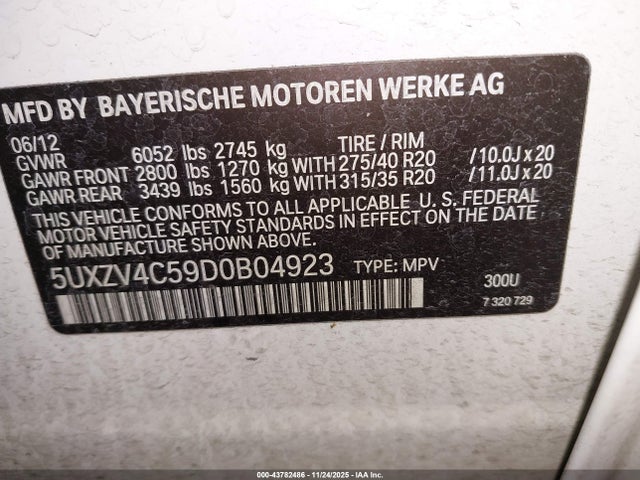 MFD BY BAYERISCHE MOTOREN WERKE AG
06/12 TIRE / RIM
GVWR 6052 lbs 2745 kg
GAWR FRONT 2800 lbs 1270 kg WITH 275/40 R20 /10.0J x 20
GAWR REAR 3439 lbs 1560 kg WITH 315/35 R20 /11.0J x 20
THIS VEHICLE CONFORMS TO ALL APPLICABLE U. S. FEDERAL
MOTOR VEHICLE SAFETY STANDARDS IN EFFECT ON THE DATE
OF MANUFACTURE SHOWN ABOVE.
5UXZV4C59D0B04923 TYPE: MPV 300U
7 320 729
000-43782486 - 11/24/2025 - IAA Inc.